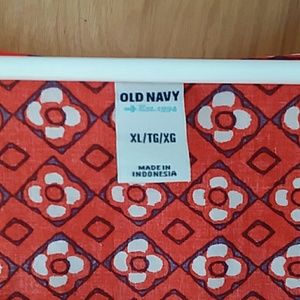 OLD NAVY
Est. 1994
XL/TG/XG
MADE IN
INDONESIA